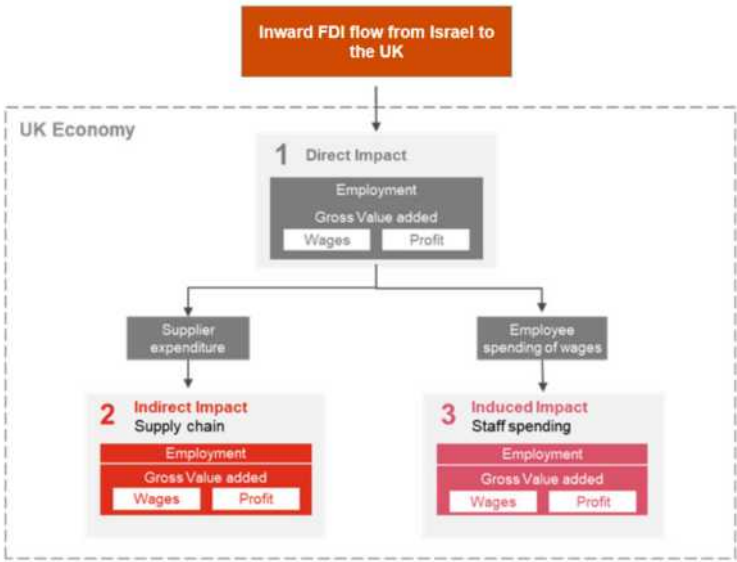 Inward FDI flow from Israel to
the UK
UK Economy
1 Direct Impact
Employment
Gross Value added
Wages Profit
Supplier
expenditure
Employee
spending of wages
2 Indirect Impact
Supply chain
Employment
Gross Value added
Wages Profit
3 Induced Impact
Staff spending
Employment
Gross Value added
Wages Profit